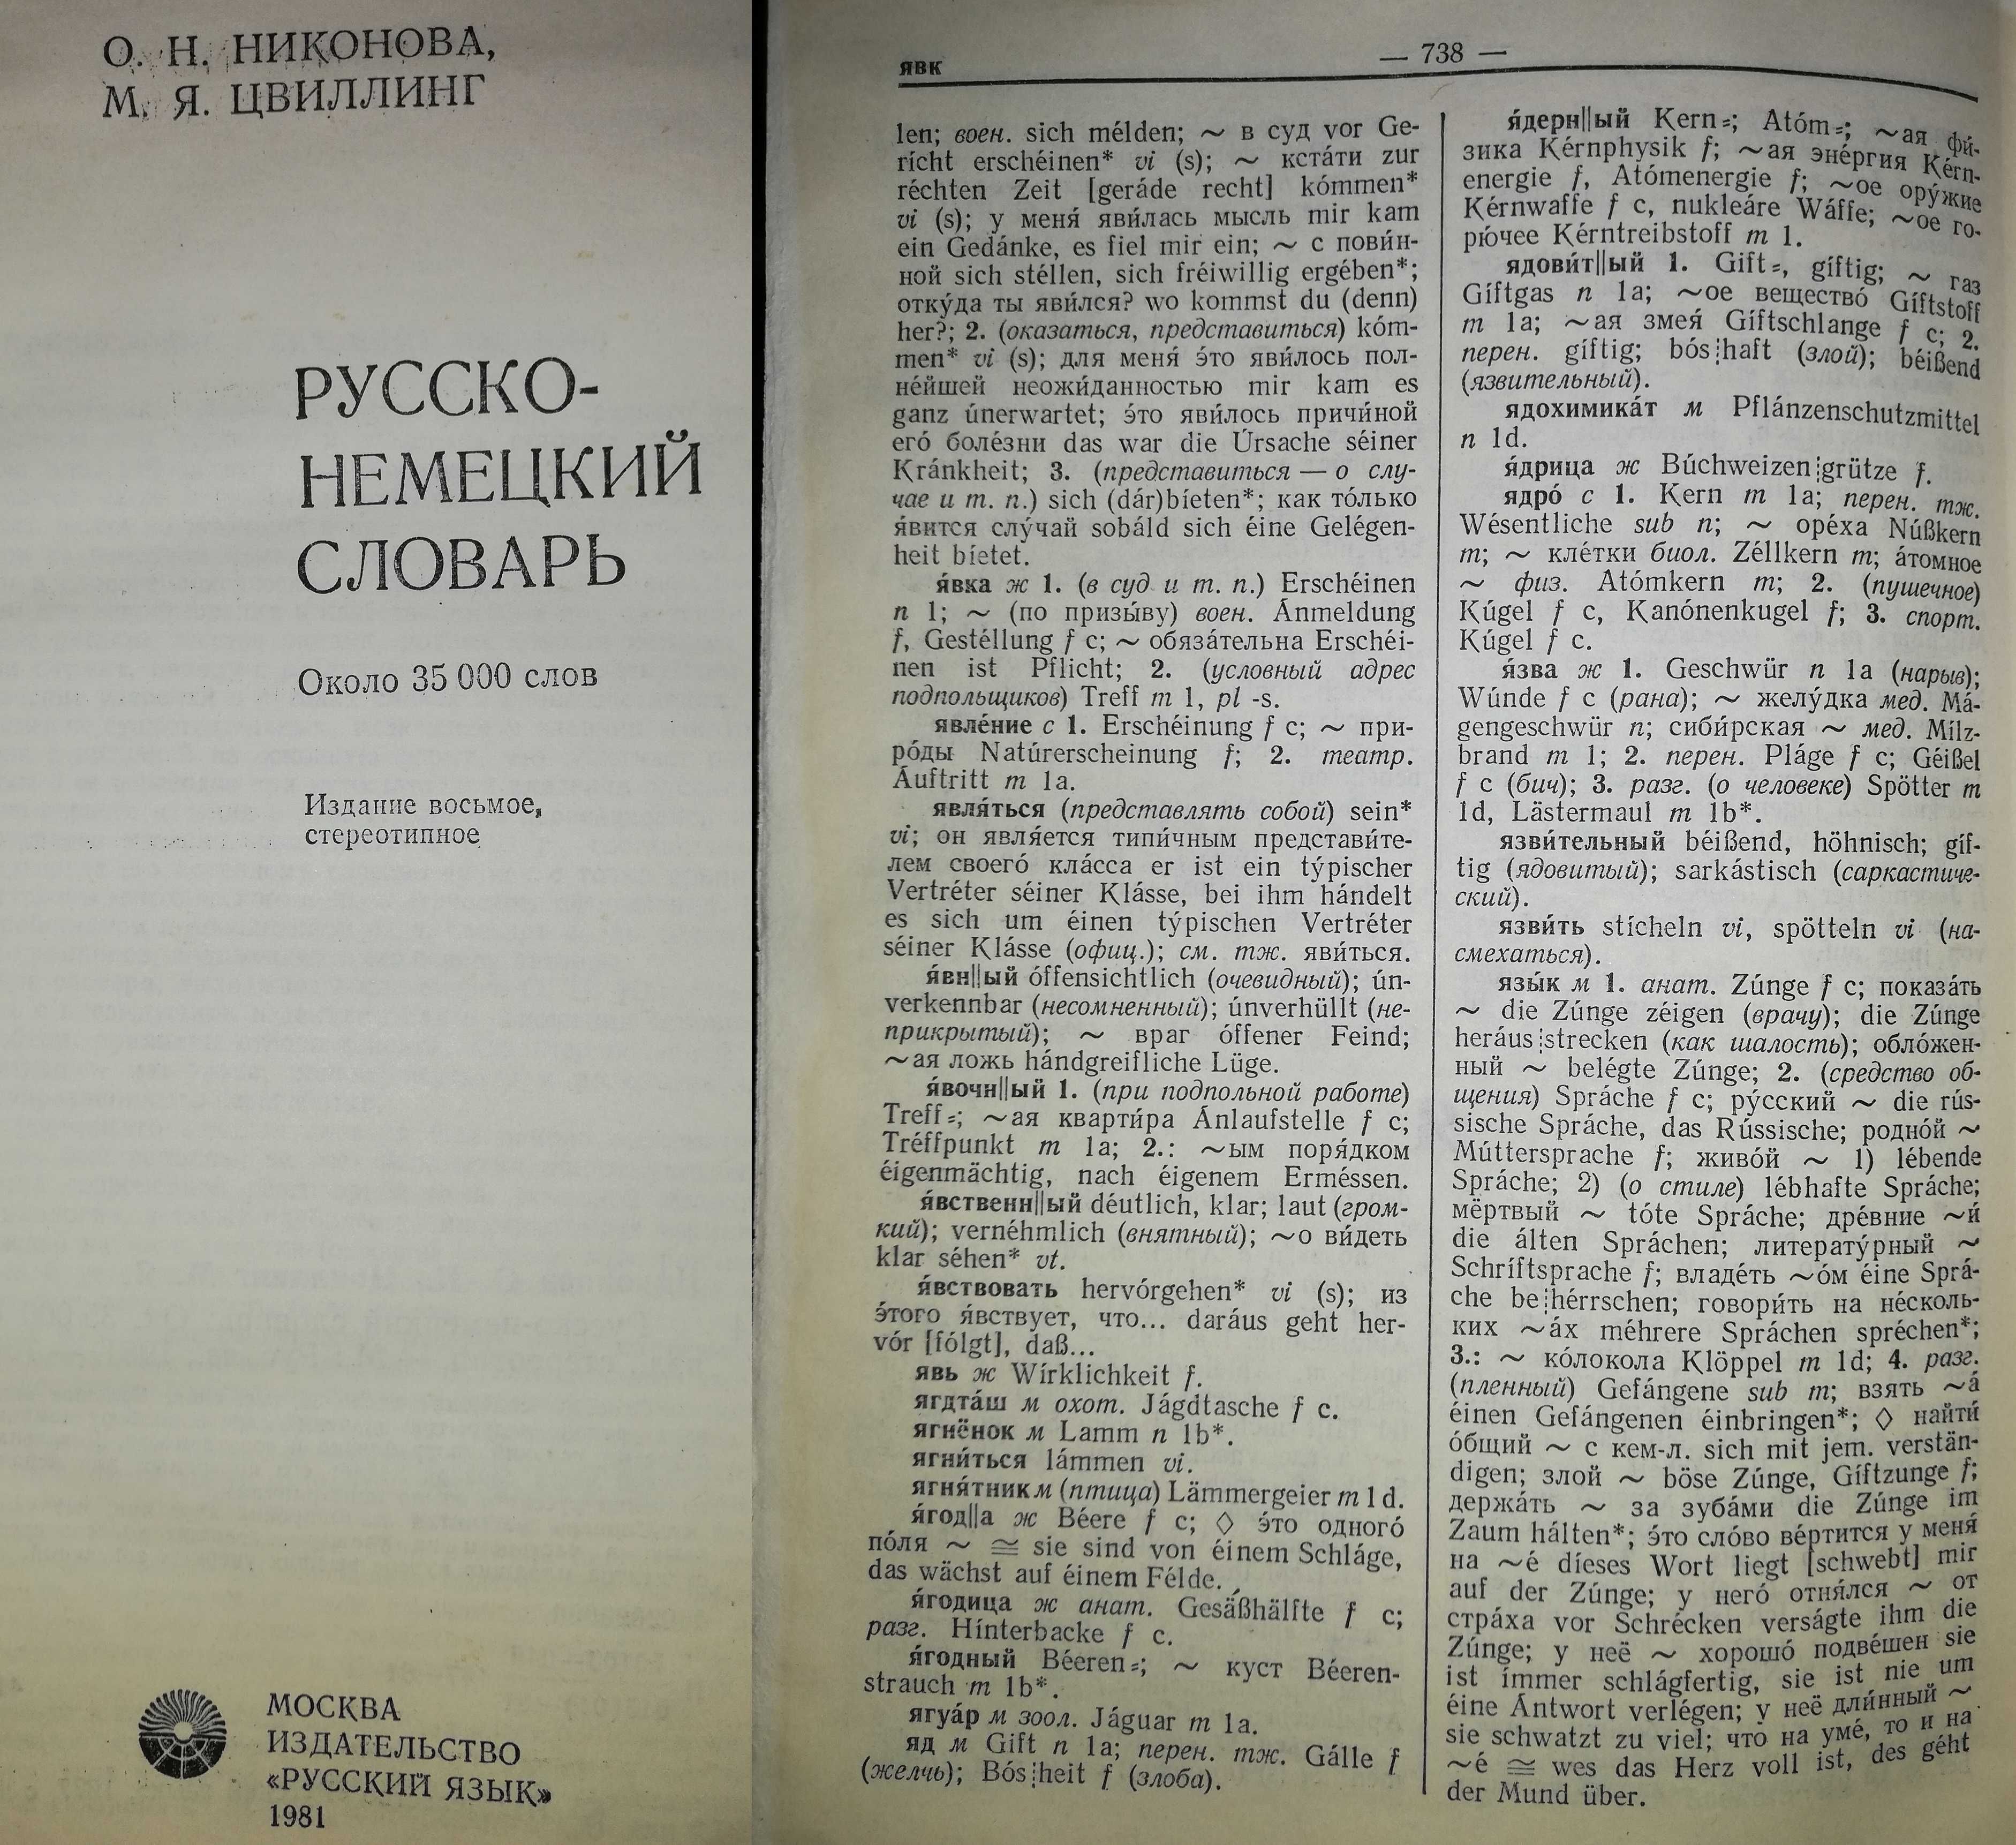 О. Н. НИКОНОВА,
М. Я. ЦВИЛЛИНГ
РУССКО-
НЕМЕЦКИЙ
СЛОВАРЬ
Около 35 000 слов
Издание восьмое,
стереотипное
МОСКВА
ИЗДАТЕЛЬСТВО
«РУССКИЙ ЯЗЫК»
1981
ЯВК
— 738 —
len; воен. sich mélden; ~ в суд vor Ge-
rícht erschéinen* vi (s); ~ кстáти zur
réchten Zeit [geráde recht] kómmen*
vi (s); у меня́ яви́лась мысль mir kam
ein Gedánke, es fiel mir ein; ~ с пови́н-
ной sich stéllen, sich fréiwillig ergében*;
откýда ты яви́лся? wo kommst du (denn)
her?; 2. (оказаться, представиться) kóm-
men* vi (s); для меня́ э́то яви́лось пол-
нéйшей неожи́данностью mir kam es
ganz únerwartet; э́то яви́лось причи́ной
егó болéзни das war die Úrsache séiner
Kránkheit; 3. (представиться — о слу-
чае и т. п.) sich (dár)bíeten*; как тóлько
я́вится слýчай sobáld sich éine Gelégen-
heit bíetet.
я́вка ж 1. (в суд и т. п.) Erschéinen
n 1; ~ (по призы́ву) воен. Ánmeldung
f, Gestéllung f c; ~ обязáтельна Erschéi-
nen ist Pflicht; 2. (условный адрес
подпольщиков) Treff m 1, pl -s.
явлéние с 1. Erschéinung f c; ~ при-
рóды Natúrerscheinung f; 2. театр.
Áuftritt m 1a.
явля́ться (представлять собой) sein*
vi; он явля́ется типи́чным представи́те-
лем своегó клáсса er ist ein týpischer
Vertréter séiner Klásse, bei ihm hándelt
es sich um éinen týpischen Vertréter
séiner Klásse (офиц.); см. тж. яви́ться.
я́вн||ый óffensichtlich (очевидный); ún-
verkennbar (несомненный); únverhüllt (не-
прикрытый); ~ враг óffener Feind;
~ая ложь hándgreifliche Lüge.
я́вочн||ый 1. (при подпольной работе)
Treff⸗; ~ая кварти́ра Ánlaufstelle f c;
Tréffpunkt m 1a; 2.: ~ым поря́дком
éigenmächtig, nach éigenem Erméssen.
я́вственн||ый déutlich, klar; laut (гром-
кий); vernéhmlich (внятный); ~о ви́деть
klar séhen* vt.
я́вствовать hervórgehen* vi (s); из
э́того я́вствует, что... daráus geht her-
vór [fólgt], daß...
явь ж Wírklichkeit f.
ягдтáш м охот. Jágdtasche f c.
ягнёнок м Lamm n 1b*.
ягни́ться lámmen vi.
ягня́тник м (птица) Lämmergeier m 1d.
я́год||а ж Béere f c; ◊ э́то одногó
пóля ~ ≅ sie sind von éinem Schláge,
das wächst auf éinem Félde.
я́годица ж анат. Gesäßhälfte f c;
разг. Hínterbacke f c.
я́годный Béeren⸗; ~ куст Béeren-
strauch m 1b*.
ягуáр м зоол. Jáguar m 1a.
яд м Gift n 1a; перен. тж. Gálle f
(желчь); Bós¦heit f (злоба).
я́дерн||ый Kern⸗; Atóm⸗; ~ая фи́-
зика Kérnphysik f; ~ая энéргия Kérn-
energie f, Atómenergie f; ~ое орýжие
Kérnwaffe f c, nukleáre Wáffe; ~ое го-
рю́чее Kérntreibstoff m 1.
ядови́т||ый 1. Gift⸗, gíftig; ~ газ
Gíftgas n 1a; ~ое веществó Gíftstoff
m 1a; ~ая змея́ Gíftschlange f c; 2.
перен. gíftig; bós¦haft (злой); béißend
(язвительный).
ядохимикáт м Pflánzenschutzmittel
n 1d.
я́дрица ж Búchweizen¦grütze f.
ядрó с 1. Kern m 1a; перен. тж.
Wésentliche sub n; ~ орéха Núßkern
m; ~ клéтки биол. Zéllkern m; áтомное
~ физ. Atómkern m; 2. (пушечное)
Kúgel f c, Kanónenkugel f; 3. спорт.
Kúgel f c.
я́зва ж 1. Geschwür n 1a (нарыв);
Wúnde f c (рана); ~ желýдка мед. Má-
gengeschwür n; сиби́рская ~ мед. Mílz-
brand m 1; 2. перен. Pláge f c; Géißel
f c (бич); 3. разг. (о человеке) Spötter m
1d, Lästermaul m 1b*.
язви́тельный béißend, höhnisch; gíf-
tig (ядовитый); sarkástisch (саркастиче-
ский).
язви́ть stícheln vi, spötteln vi (на-
смехаться).
язы́к м 1. анат. Zúnge f c; показáть
~ die Zúnge zéigen (врачу); die Zúnge
heráus¦strecken (как шалость); облóжен-
ный ~ belégte Zúnge; 2. (средство об-
щения) Spráche f c; рýсский ~ die rús-
sische Spráche, das Rússische; роднóй ~
Múttersprache f; живóй ~ 1) lébende
Spráche; 2) (о стиле) lébhafte Spráche;
мёртвый ~ tóte Spráche; дрéвние ~и́
die álten Spráchen; литератýрный ~
Schríftsprache f; владéть ~óм éine Sprá-
che be¦hérrschen; говори́ть на нéсколь-
ких ~áх méhrere Spráchen spréchen*;
3.: ~ кóлокола Klöppel m 1d; 4. разг.
(пленный) Gefángene sub m; взять ~á
éinen Gefángenen éinbringen*; ◊ найти́
óбщий ~ с кем-л. sich mit jem. verstän-
digen; злой ~ böse Zúnge, Gíftzunge f;
держáть ~ за зубáми die Zúnge im
Zaum hálten*; э́то слóво вéртится у меня́
на ~é díeses Wort liegt [schwebt] mir
auf der Zúnge; у негó отня́лся ~ от
стрáха vor Schrécken verságte ihm die
Zúnge; у неё ~ хорошó подвéшен sie
ist ímmer schlágfertig, sie ist nie um
éine Ántwort verlégen; у неё дли́нный ~
sie schwatzt zu viel; что на умé, то и на
~é ≅ wes das Herz voll ist, des géht
der Mund über.